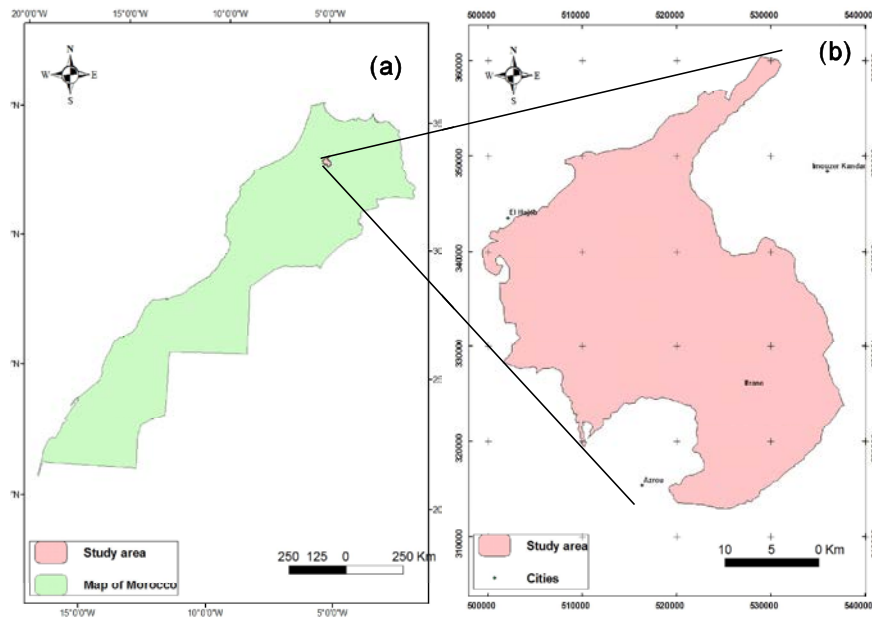 20°0'0"W 15°0'0"W 10°0'0"W 5°0'0"W
(a)
N
W E
S
°N
°N
°N
°N
35
30
25
20
Study area
Map of Morocco
250 125 0 250 Km
15°0'0"W 10°0'0"W 5°0'0"W
500000 510000 520000 530000 540000
(b)
N
W E
S
360000
350000
340000
330000
320000
310000
Imouzer Kandar
El Hajeb
Ifrane
Azrou
Study area
Cities
10 5 0 Km
500000 510000 520000 530000 540000